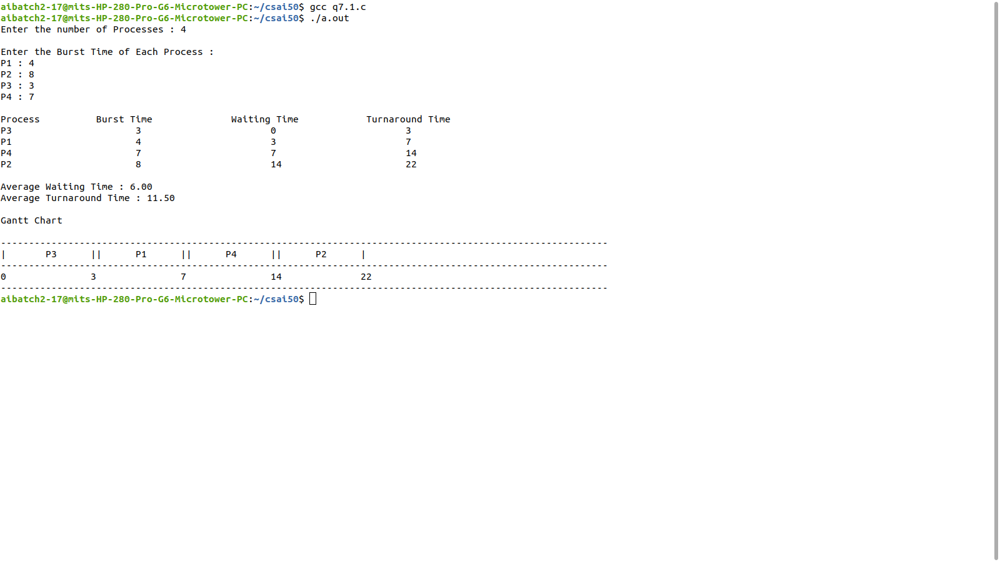 aibatch2-17@mits-HP-280-Pro-G6-Microtower-PC:~/csai50$ gcc q7.1.c
aibatch2-17@mits-HP-280-Pro-G6-Microtower-PC:~/csai50$ ./a.out
Enter the number of Processes : 4

Enter the Burst Time of Each Process :
P1 : 4
P2 : 8
P3 : 3
P4 : 7

Process          Burst Time              Waiting Time            Turnaround Time
P3                      3                       0                       3
P1                      4                       3                       7
P4                      7                       7                       14
P2                      8                       14                      22

Average Waiting Time : 6.00
Average Turnaround Time : 11.50

Gantt Chart

------------------------------------------------------------------------------------------------------------
|       P3      ||      P1      ||      P4      ||      P2      |
------------------------------------------------------------------------------------------------------------
0               3               7               14              22
------------------------------------------------------------------------------------------------------------
aibatch2-17@mits-HP-280-Pro-G6-Microtower-PC:~/csai50$